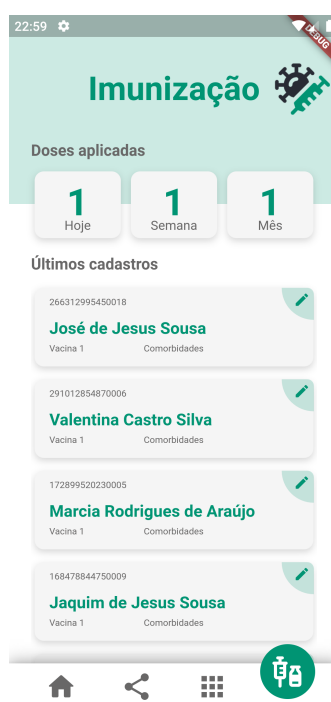 22:59
DEBUG
Imunização
Doses aplicadas
1 1 1
Hoje Semana Mês
Últimos cadastros
266312995450018
José de Jesus Sousa
Vacina 1 Comorbidades
291012854870006
Valentina Castro Silva
Vacina 1 Comorbidades
172899520230005
Marcia Rodrigues de Araújo
Vacina 1 Comorbidades
168478844750009
Jaquim de Jesus Sousa
Vacina 1 Comorbidades